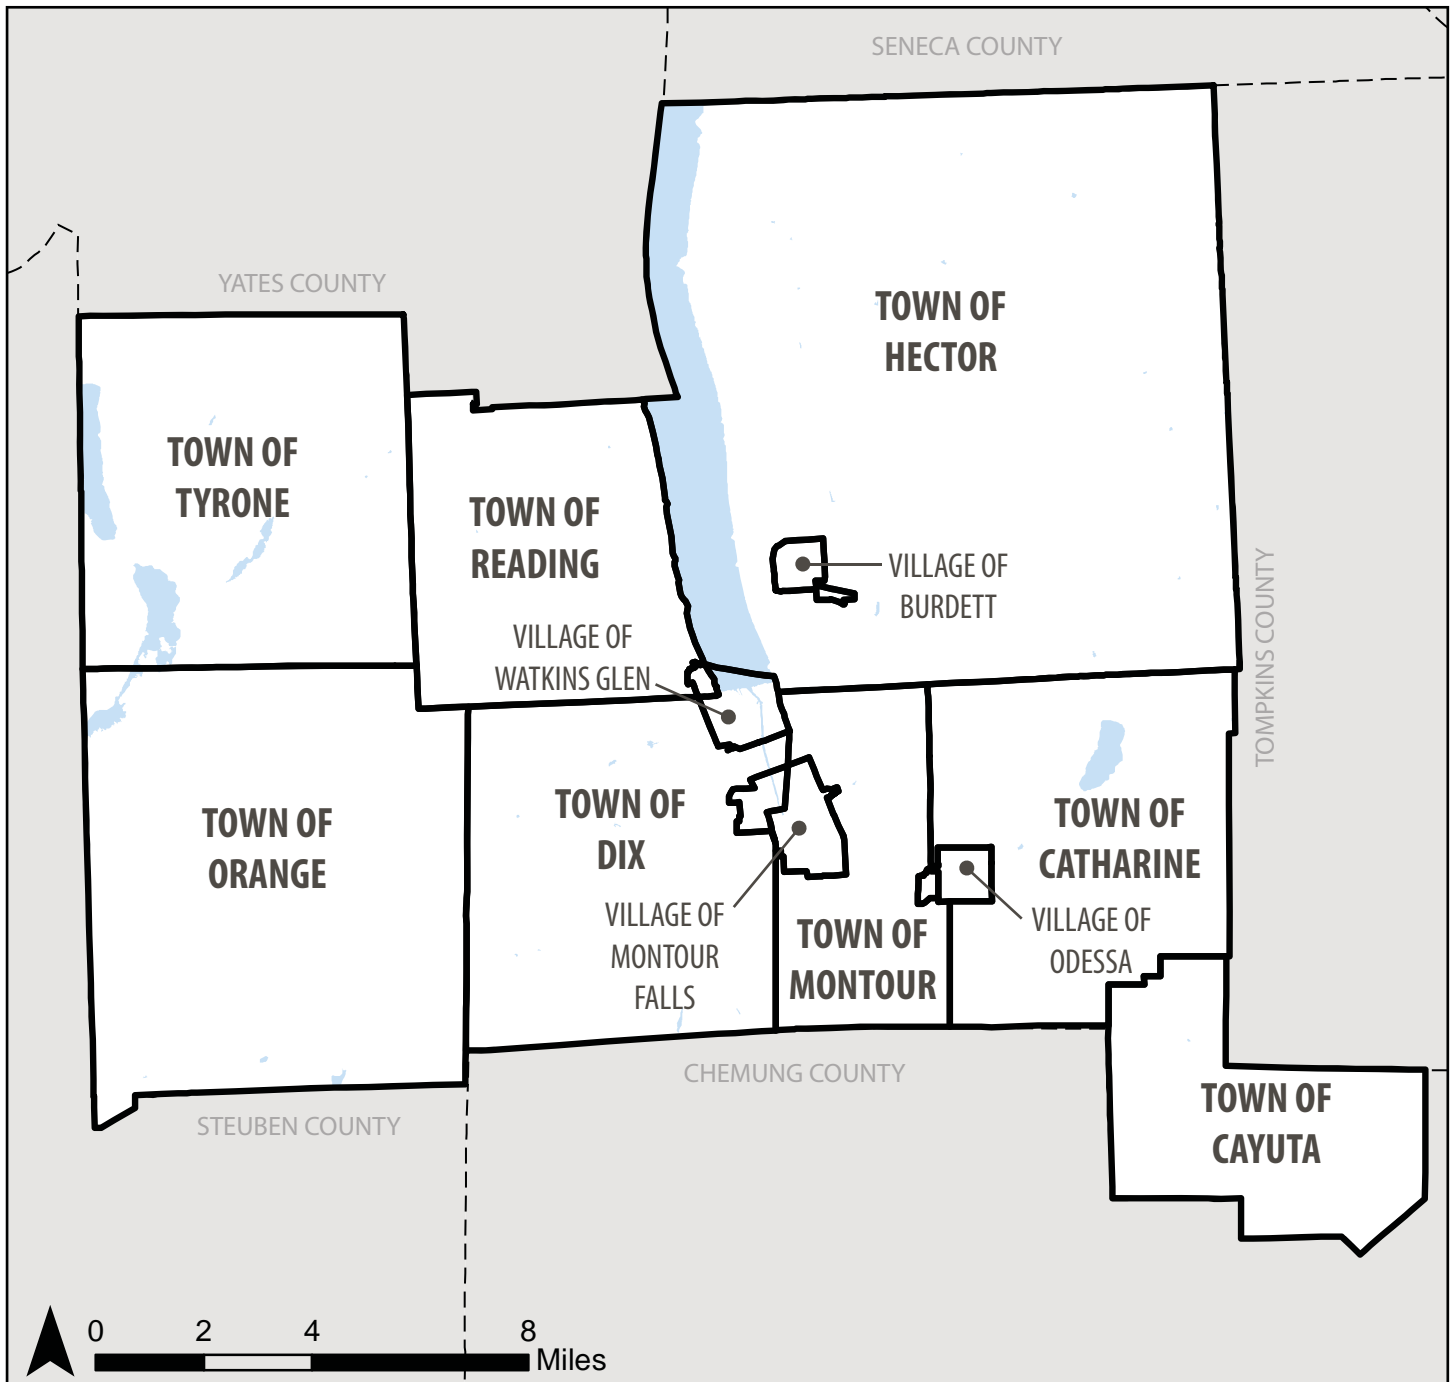 SENECA COUNTY
YATES COUNTY
TOWN OF
HECTOR
TOWN OF
TYRONE
TOWN OF
READING
VILLAGE OF
BURDETT
VILLAGE OF
WATKINS GLEN
TOMPKINS COUNTY
TOWN OF
ORANGE
TOWN OF
DIX
TOWN OF
CATHARINE
VILLAGE OF
MONTOUR
FALLS
TOWN OF
MONTOUR
VILLAGE OF
ODESSA
CHEMUNG COUNTY
STEUBEN COUNTY
TOWN OF
CAYUTA
0 2 4 8
Miles